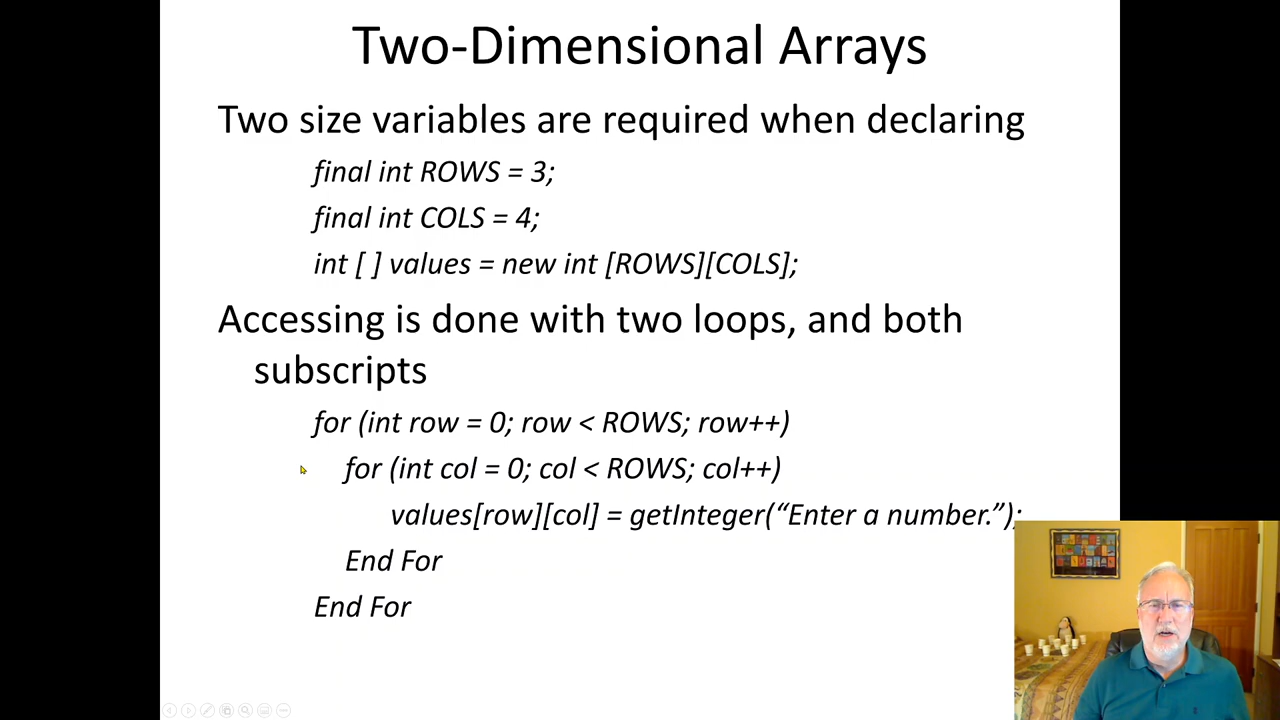 Two-Dimensional Arrays
Two size variables are required when declaring
final int ROWS = 3;
final int COLS = 4;
int [ ] values = new int [ROWS][COLS];
Accessing is done with two loops, and both
subscripts
for (int row = 0; row < ROWS; row++)
for (int col = 0; col < ROWS; col++)
values[row][col] = getInteger(“Enter a number.”);
End For
End For